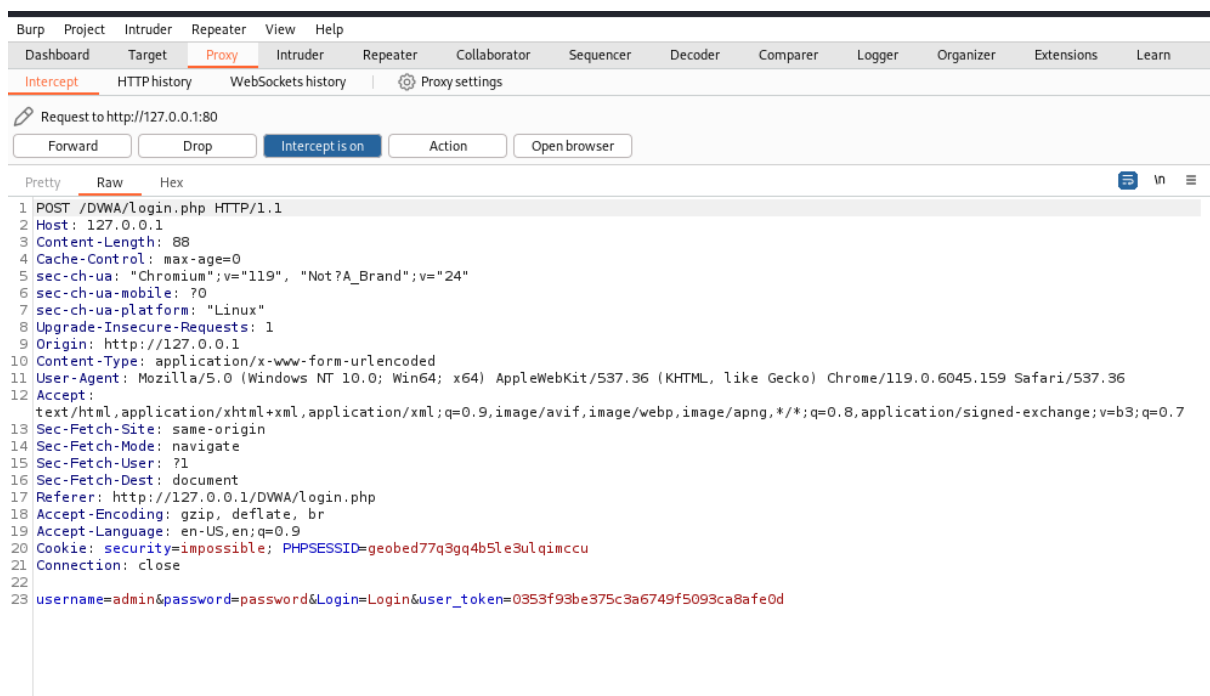 Burp Project Intruder Repeater View Help
Dashboard Target Proxy Intruder Repeater Collaborator Sequencer Decoder Comparer Logger Organizer Extensions Learn
Intercept HTTP history WebSockets history Proxy settings
Request to http://127.0.0.1:80
Forward Drop Intercept is on Action Open browser
Pretty Raw Hex \n
1 POST /DVWA/login.php HTTP/1.1
2 Host: 127.0.0.1
3 Content-Length: 88
4 Cache-Control: max-age=0
5 sec-ch-ua: "Chromium";v="119", "Not?A_Brand";v="24"
6 sec-ch-ua-mobile: ?0
7 sec-ch-ua-platform: "Linux"
8 Upgrade-Insecure-Requests: 1
9 Origin: http://127.0.0.1
10 Content-Type: application/x-www-form-urlencoded
11 User-Agent: Mozilla/5.0 (Windows NT 10.0; Win64; x64) AppleWebKit/537.36 (KHTML, like Gecko) Chrome/119.0.6045.159 Safari/537.36
12 Accept:
text/html,application/xhtml+xml,application/xml;q=0.9,image/avif,image/webp,image/apng,*/*;q=0.8,application/signed-exchange;v=b3;q=0.7
13 Sec-Fetch-Site: same-origin
14 Sec-Fetch-Mode: navigate
15 Sec-Fetch-User: ?1
16 Sec-Fetch-Dest: document
17 Referer: http://127.0.0.1/DVWA/login.php
18 Accept-Encoding: gzip, deflate, br
19 Accept-Language: en-US,en;q=0.9
20 Cookie: security=impossible; PHPSESSID=geobed77q3gq4b5le3ulqimccu
21 Connection: close
22
23 username=admin&password=password&Login=Login&user_token=0353f93be375c3a6749f5093ca8afe0d